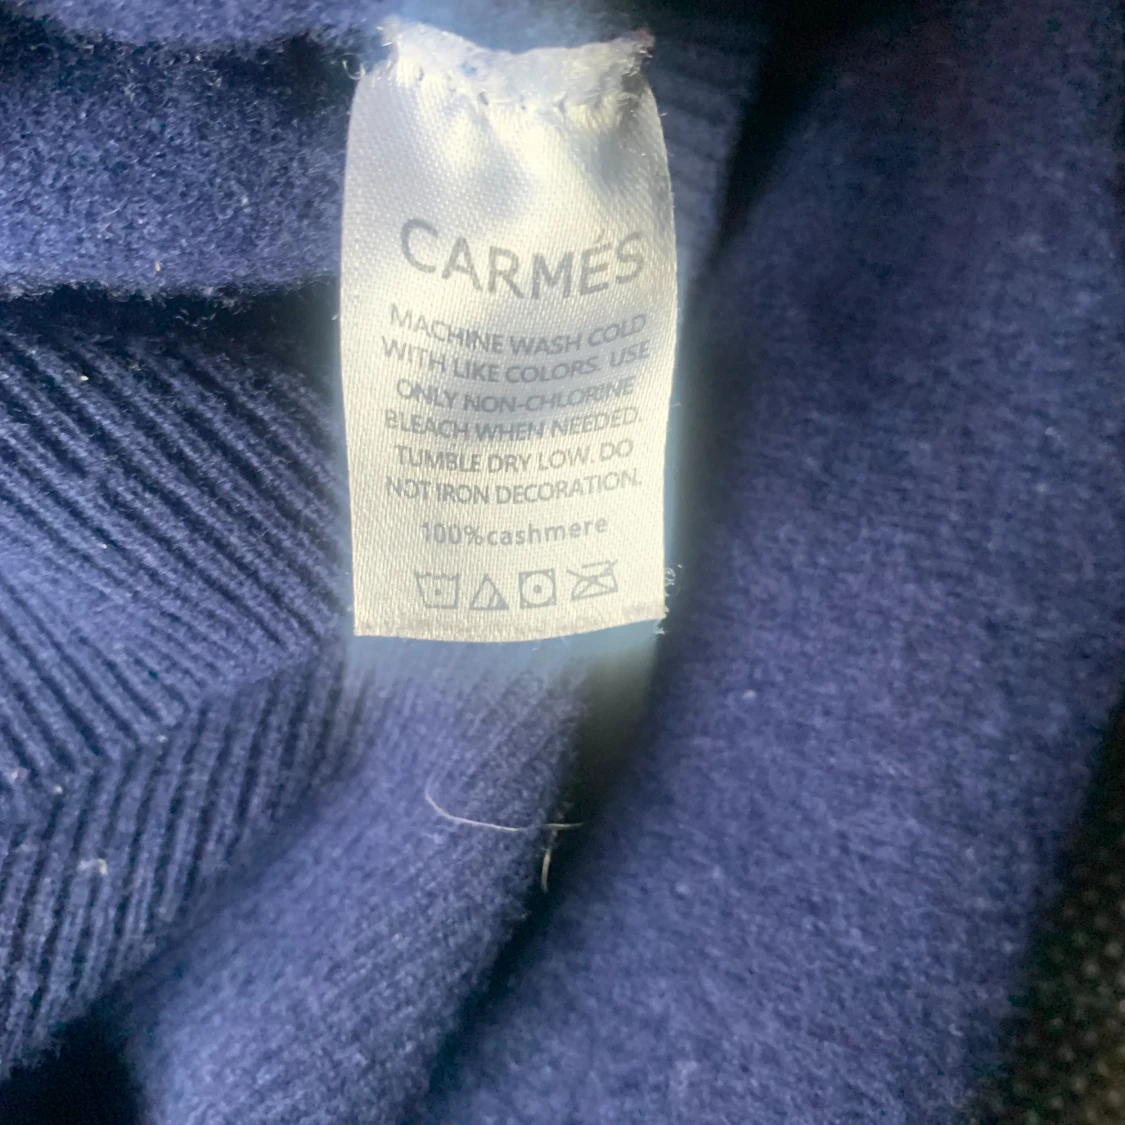 CARMÉS
MACHINE WASH COLD
WITH LIKE COLORS. USE
ONLY NON-CHLORINE
BLEACH WHEN NEEDED.
TUMBLE DRY LOW. DO
NOT IRON DECORATION.
100%cashmere